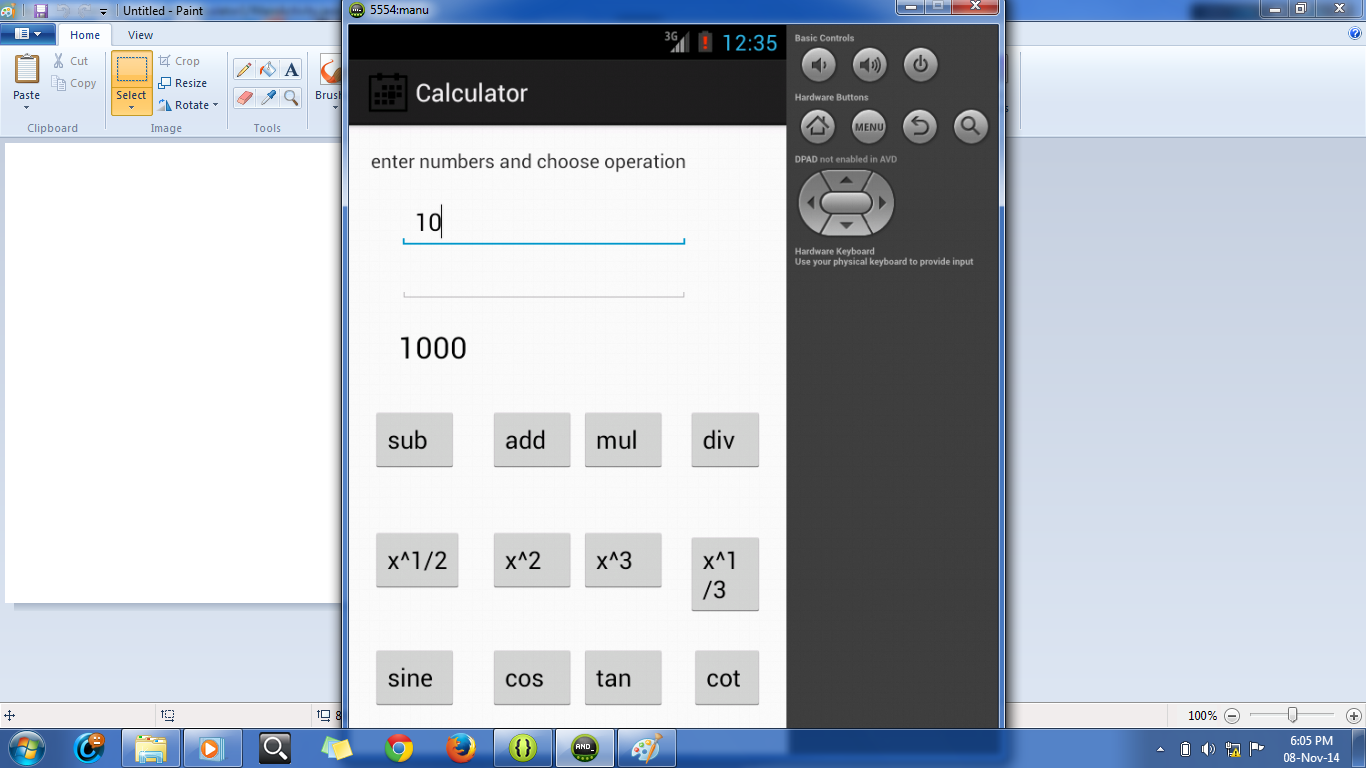 Untitled - Paint
5554:manu
Home
View
Paste
Cut
Copy
Clipboard
Select
Crop
Resize
Rotate
Image
A
Tools
Brus
3G
12:35
Calculator
enter numbers and choose operation
10
1000
sub
add
mul
div
x^1/2
x^2
x^3
x^1
/3
sine
cos
tan
cot
Basic Controls
Hardware Buttons
MENU
DPAD not enabled in AVD
Hardware Keyboard
Use your physical keyboard to provide input
8
100%
AND_
6:05 PM
08-Nov-14